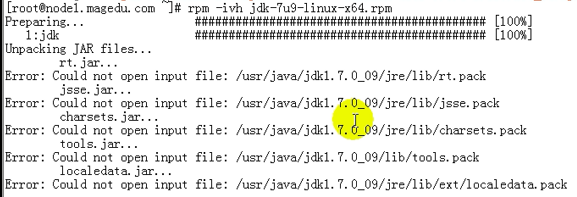 [root@node1.magedu.com ~]# rpm -ivh jdk-7u9-linux-x64.rpm
Preparing... ########################################### [100%]
1:jdk ########################################### [100%]
Unpacking JAR files...
rt.jar...
Error: Could not open input file: /usr/java/jdk1.7.0_09/jre/lib/rt.pack
jsse.jar...
Error: Could not open input file: /usr/java/jdk1.7.0_09/jre/lib/jsse.pack
charsets.jar...
Error: Could not open input file: /usr/java/jdk1.7.0_09/jre/lib/charsets.pack
tools.jar...
Error: Could not open input file: /usr/java/jdk1.7.0_09/lib/tools.pack
localedata.jar...
Error: Could not open input file: /usr/java/jdk1.7.0_09/jre/lib/ext/localedata.pack